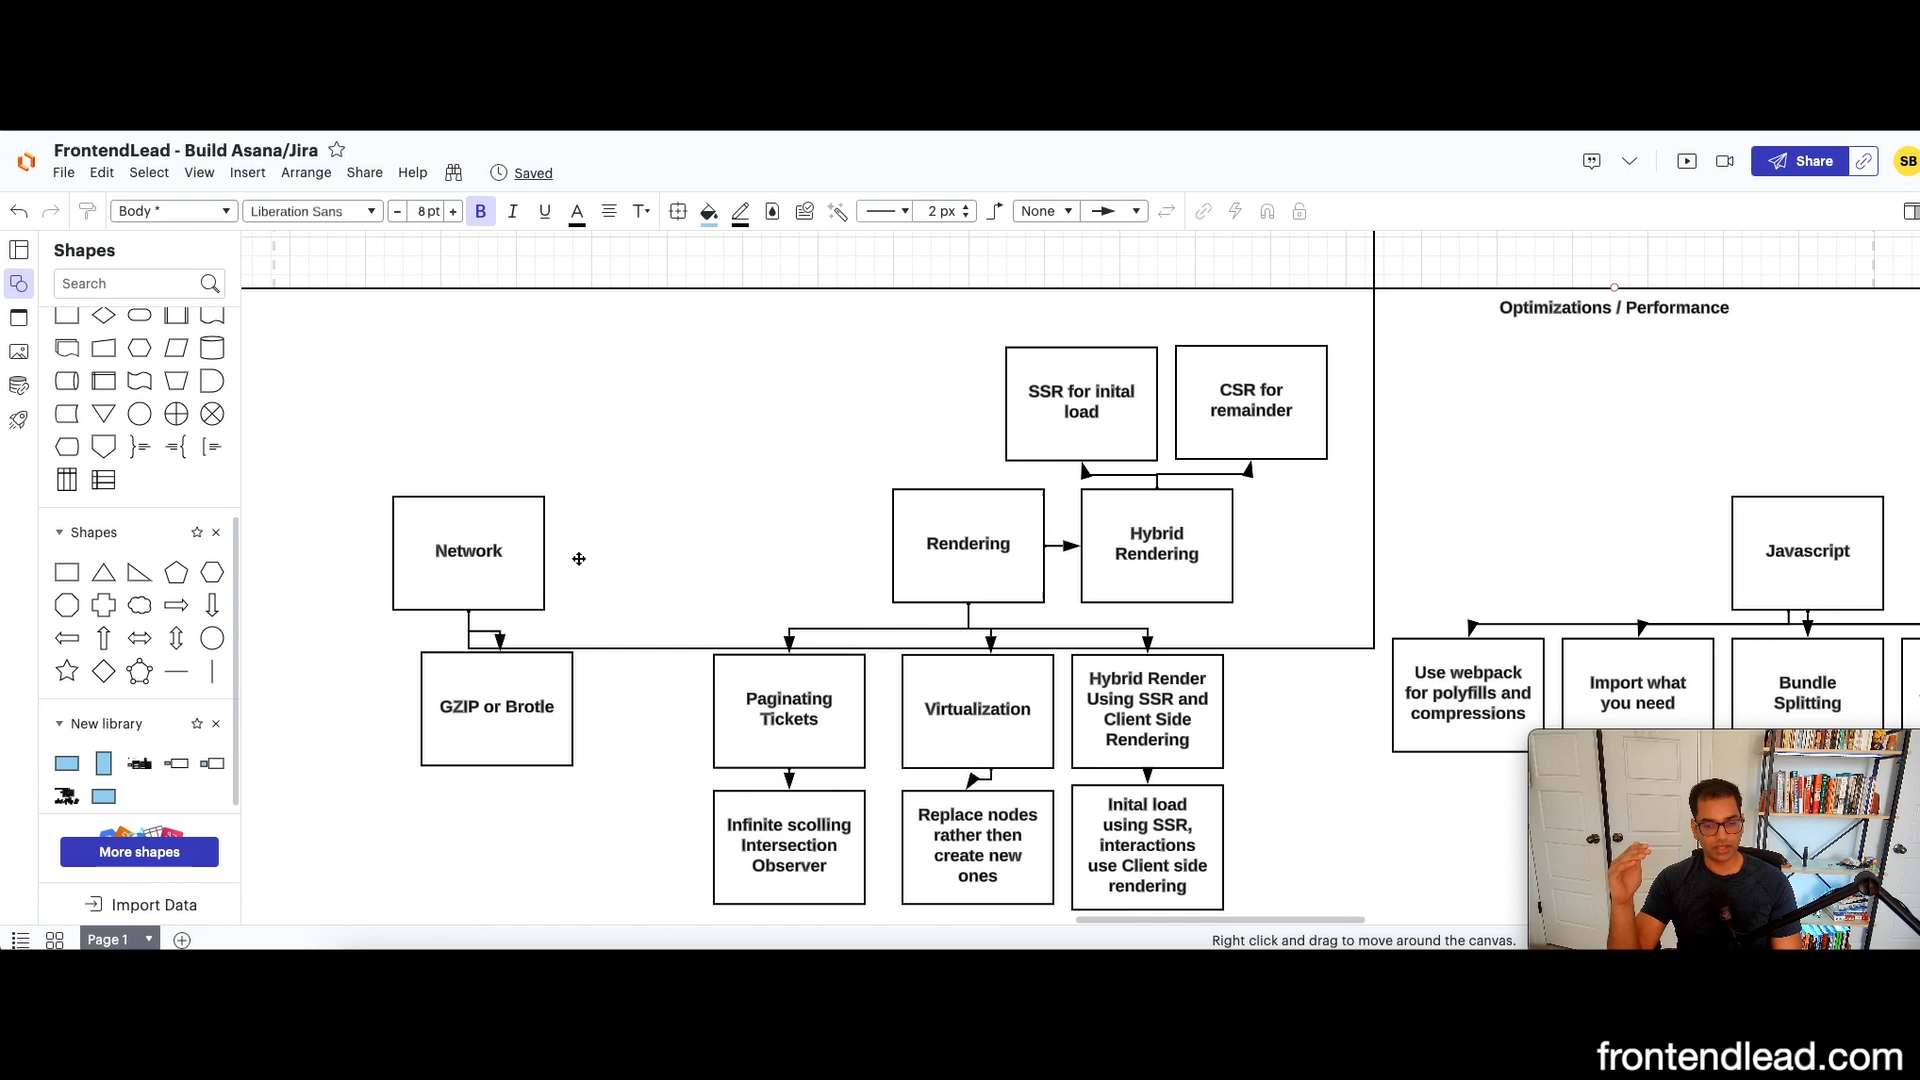 FrontendLead - Build Asana/Jira
File Edit Select View Insert Arrange Share Help Saved
Share
SB
Body * Liberation Sans - 8 pt + B I U A T 2 px None
Shapes
Search
Shapes
New library
More shapes
Import Data
Optimizations / Performance
SSR for inital
load
CSR for
remainder
Network
Rendering
Hybrid
Rendering
Javascript
GZIP or Brotle
Paginating
Tickets
Virtualization
Hybrid Render
Using SSR and
Client Side
Rendering
Use webpack
for polyfills and
compressions
Import what
you need
Bundle
Splitting
Infinite scolling
Intersection
Observer
Replace nodes
rather then
create new
ones
Inital load
using SSR,
interactions
use Client side
rendering
Page 1
Right click and drag to move around the canvas.
frontendlead.com